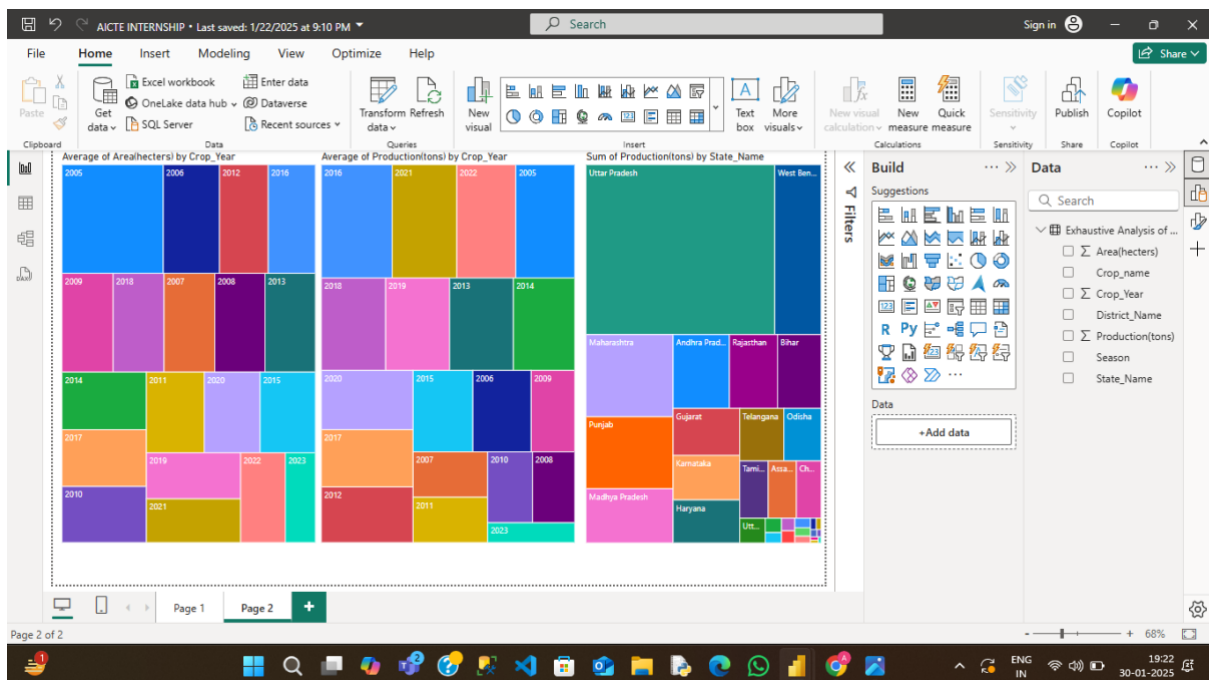 AICTE INTERNSHIP • Last saved: 1/22/2025 at 9:10 PM
Search
Sign in
File Home Insert Modeling View Optimize Help
Share
Paste
Get data
Excel workbook
OneLake data hub
SQL Server
Enter data
Dataverse
Recent sources
Transform data
Refresh
New visual
A
Text box
More visuals
New visual calculation
New measure
Quick measure
Sensitivity
Publish
Copilot
Clipboard Data Queries Insert Calculations Sensitivity Share Copilot
Average of Area(hecters) by Crop_Year
2005 2006 2012 2016
2009 2018 2007 2008 2013
2014 2011 2020 2015
2017
2019 2022 2023
2010
2021
Average of Production(tons) by Crop_Year
2016 2021 2022 2005
2018 2019 2013 2014
2020 2015 2006 2009
2017
2007 2010 2008
2012
2011
2023
Sum of Production(tons) by State_Name
Uttar Pradesh West Ben...
Maharashtra Andhra Prad... Rajasthan Bihar
Punjab Gujarat Telangana Odisha
Karnataka Tami... Assa... Ch...
Madhya Pradesh
Haryana
Utt...
Filters
Build
Suggestions
123
R Py
Data
+Add data
Data
Search
Exhaustive Analysis of ...
Σ Area(hecters)
Crop_name
Σ Crop_Year
District_Name
Σ Production(tons)
Season
State_Name
Page 1 Page 2 +
Page 2 of 2
- + 68%
ENG
IN
19:22
30-01-2025